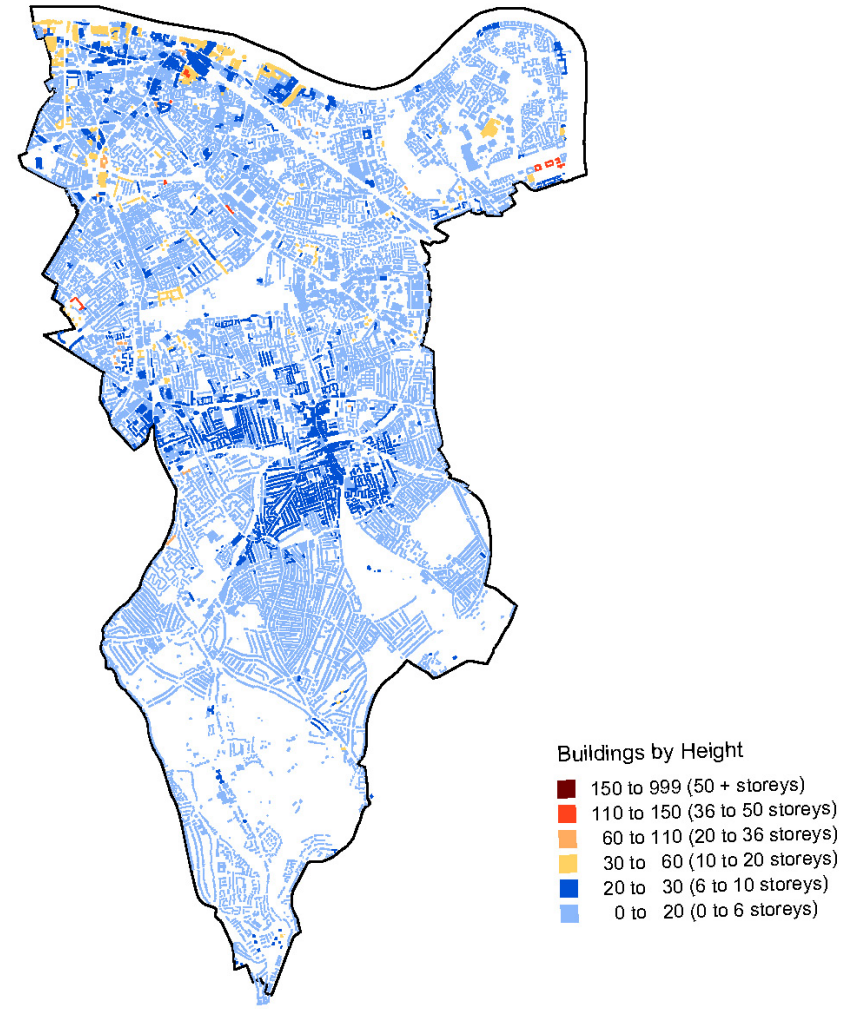 Buildings by Height
150 to 999 (50 + storeys)
110 to 150 (36 to 50 storeys)
60 to 110 (20 to 36 storeys)
30 to 60 (10 to 20 storeys)
20 to 30 (6 to 10 storeys)
0 to 20 (0 to 6 storeys)